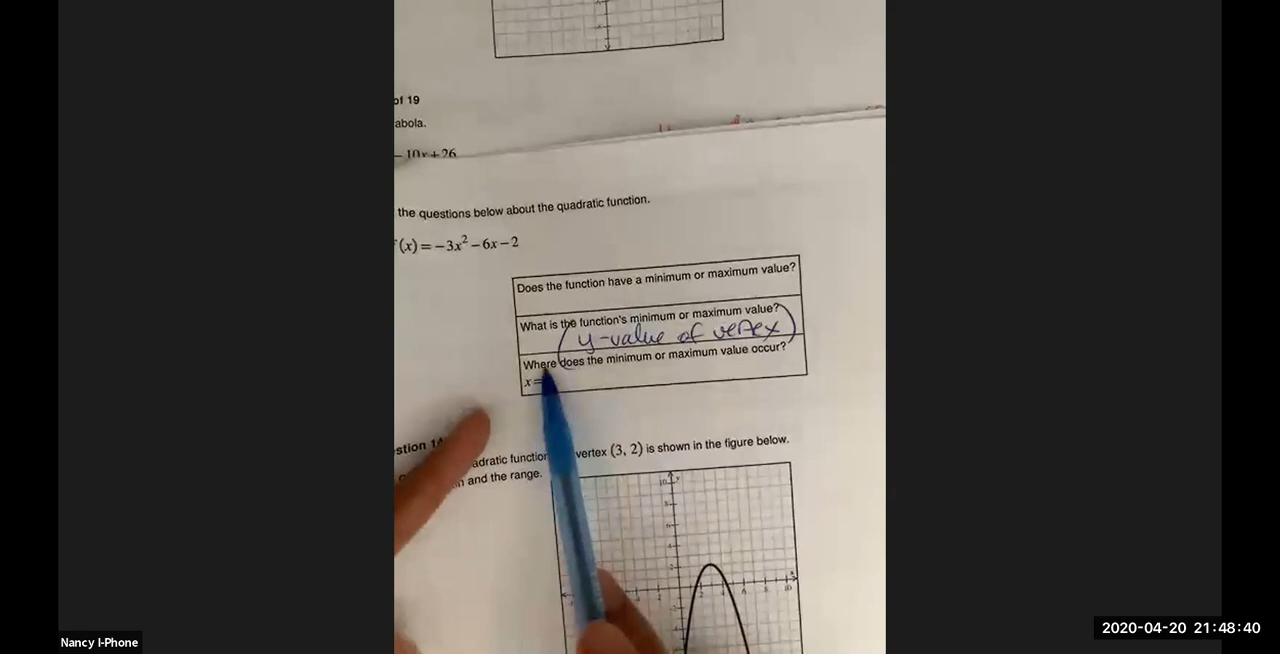 of 19
abola.
– 10x + 26
the questions below about the quadratic function.
(x) = −3x² − 6x − 2
Does the function have a minimum or maximum value?
What is the function's minimum or maximum value?
(y-value of vertex)
Where does the minimum or maximum value occur?
x =
stion 14
adratic function vertex (3, 2) is shown in the figure below.
and the range.
Nancy I-Phone
2020-04-20 21:48:40